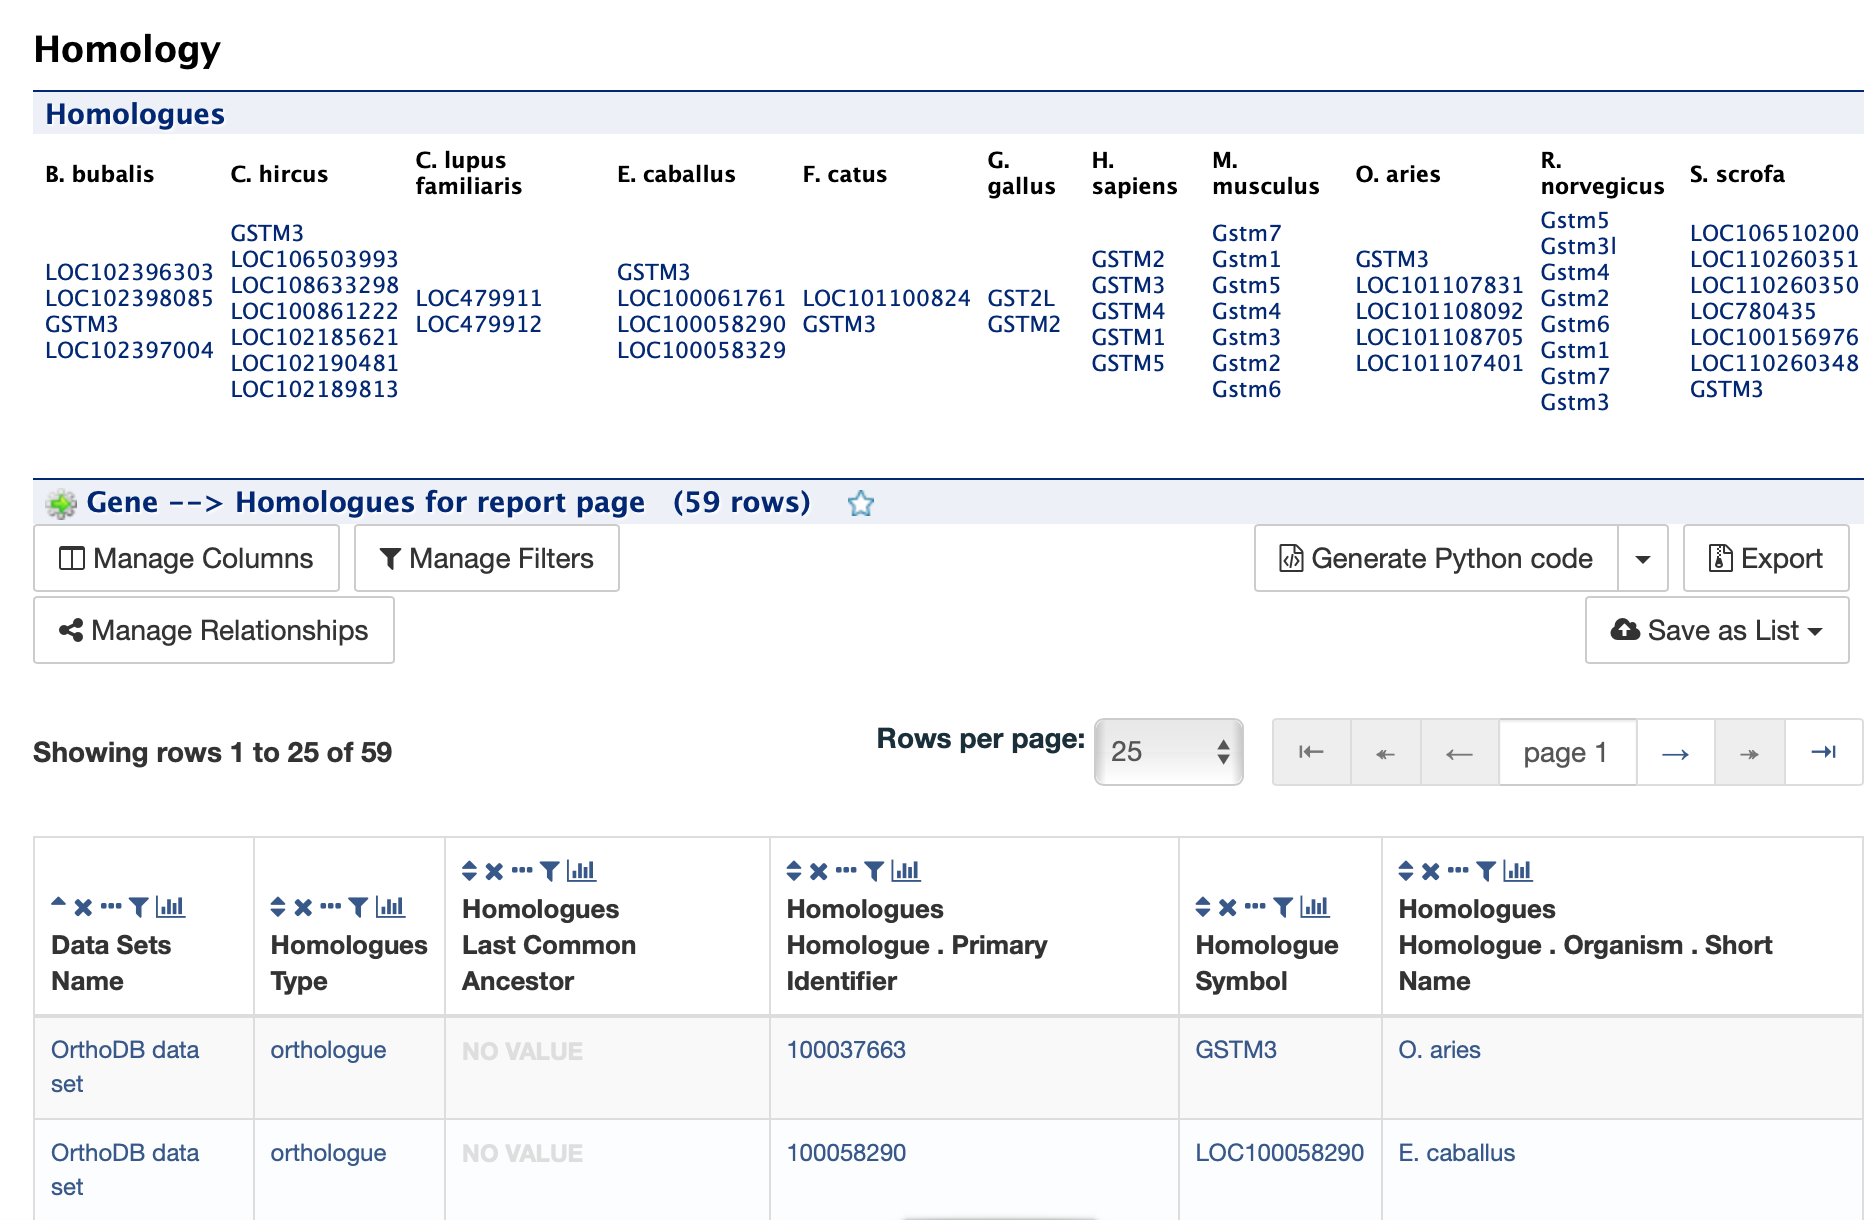 Homology
Homologues
B. bubalis
C. hircus
C. lupus
familiaris
E. caballus
F. catus
G.
gallus
H.
sapiens
M.
musculus
O. aries
R.
norvegicus
S. scrofa
LOC102396303
LOC102398085
GSTM3
LOC102397004
GSTM3
LOC106503993
LOC108633298
LOC100861222
LOC102185621
LOC102190481
LOC102189813
LOC479911
LOC479912
GSTM3
LOC100061761
LOC100058290
LOC100058329
LOC101100824
GSTM3
GST2L
GSTM2
GSTM2
GSTM3
GSTM4
GSTM1
GSTM5
Gstm7
Gstm1
Gstm5
Gstm4
Gstm3
Gstm2
Gstm6
GSTM3
LOC101107831
LOC101108092
LOC101108705
LOC101107401
Gstm5
Gstm3l
Gstm4
Gstm2
Gstm6
Gstm1
Gstm7
Gstm3
LOC106510200
LOC110260351
LOC110260350
LOC780435
LOC100156976
LOC110260348
GSTM3
Gene --> Homologues for report page (59 rows)
Manage Columns
Manage Filters
Generate Python code
Export
Manage Relationships
Save as List
Showing rows 1 to 25 of 59
Rows per page:
25
page 1
Data Sets
Name
Homologues
Type
Homologues
Last Common
Ancestor
Homologues
Homologue . Primary
Identifier
Homologue
Symbol
Homologues
Homologue . Organism . Short
Name
OrthoDB data
set
orthologue
NO VALUE
100037663
GSTM3
O. aries
OrthoDB data
set
orthologue
NO VALUE
100058290
LOC100058290
E. caballus